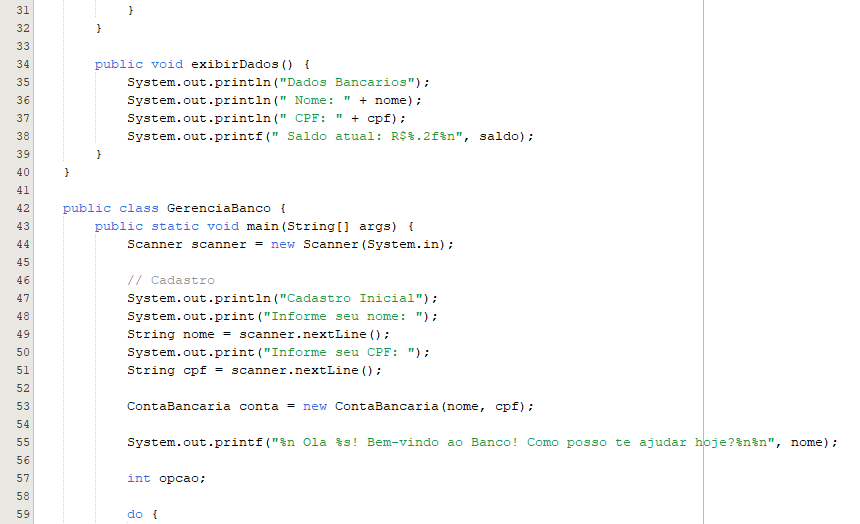 31 }
32 }
33
34 public void exibirDados() {
35 System.out.println("Dados Bancarios");
36 System.out.println(" Nome: " + nome);
37 System.out.println(" CPF: " + cpf);
38 System.out.printf(" Saldo atual: R$%.2f%n", saldo);
39 }
40 }
41
42 public class GerenciaBanco {
43 public static void main(String[] args) {
44 Scanner scanner = new Scanner(System.in);
45
46 // Cadastro
47 System.out.println("Cadastro Inicial");
48 System.out.print("Informe seu nome: ");
49 String nome = scanner.nextLine();
50 System.out.print("Informe seu CPF: ");
51 String cpf = scanner.nextLine();
52
53 ContaBancaria conta = new ContaBancaria(nome, cpf);
54
55 System.out.printf("%n Ola %s! Bem-vindo ao Banco! Como posso te ajudar hoje?%n%n", nome);
56
57 int opcao;
58
59 do {